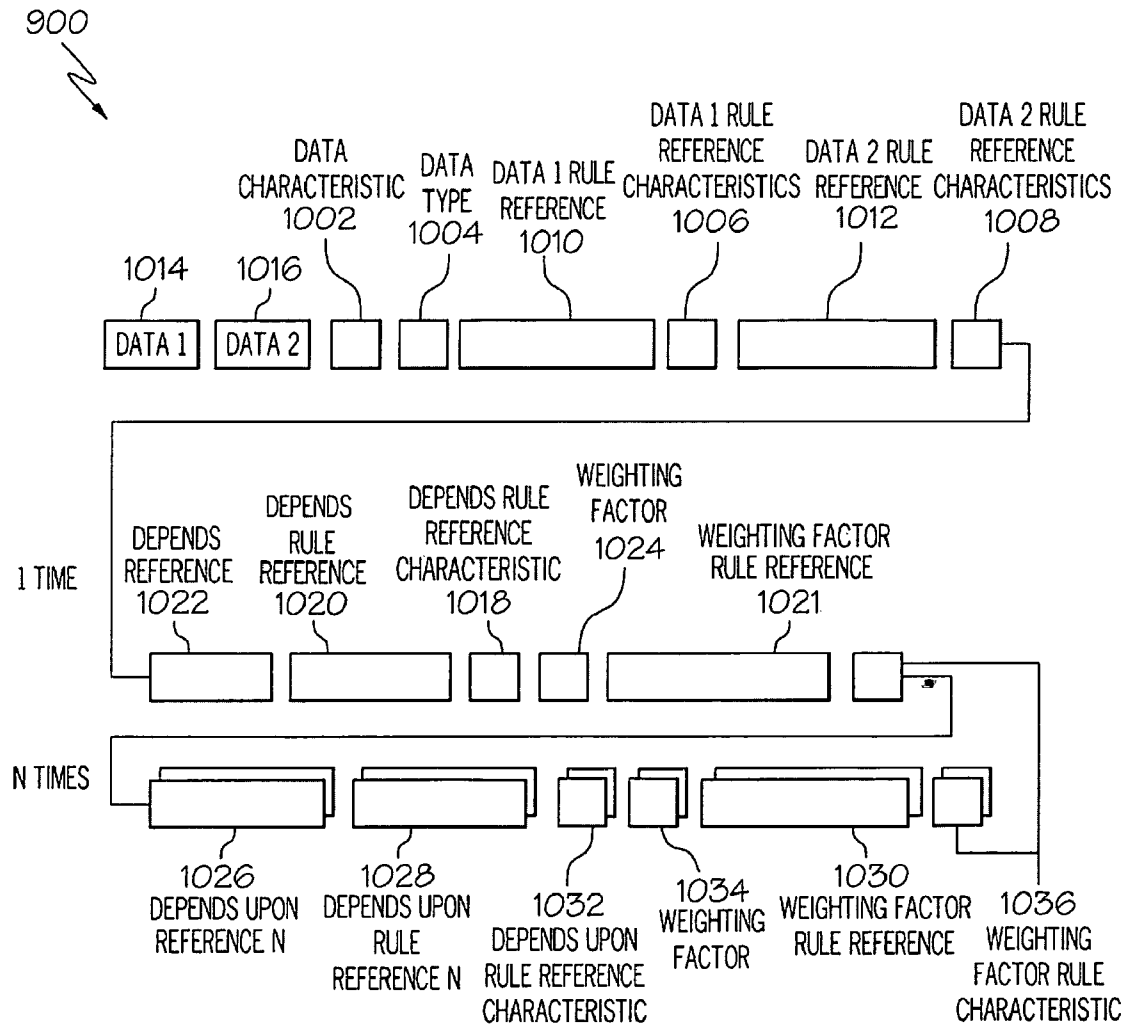 900
DATA
CHARACTERISTIC
1002
DATA
TYPE
1004
DATA 1 RULE
REFERENCE
1010
DATA 1 RULE
REFERENCE
CHARACTERISTICS
1006
DATA 2 RULE
REFERENCE
1012
DATA 2 RULE
REFERENCE
CHARACTERISTICS
1008
1014
1016
DATA 1
DATA 2
1 TIME
DEPENDS
REFERENCE
1022
DEPENDS
RULE
REFERENCE
1020
DEPENDS RULE
REFERENCE
CHARACTERISTIC
1018
WEIGHTING
FACTOR
1024
WEIGHTING FACTOR
RULE REFERENCE
1021
N TIMES
1026
DEPENDS UPON
REFERENCE N
1028
DEPENDS UPON
RULE
REFERENCE N
1032
DEPENDS UPON
RULE REFERENCE
CHARACTERISTIC
1034
WEIGHTING
FACTOR
1030
WEIGHTING FACTOR
RULE REFERENCE
1036
WEIGHTING
FACTOR RULE
CHARACTERISTIC